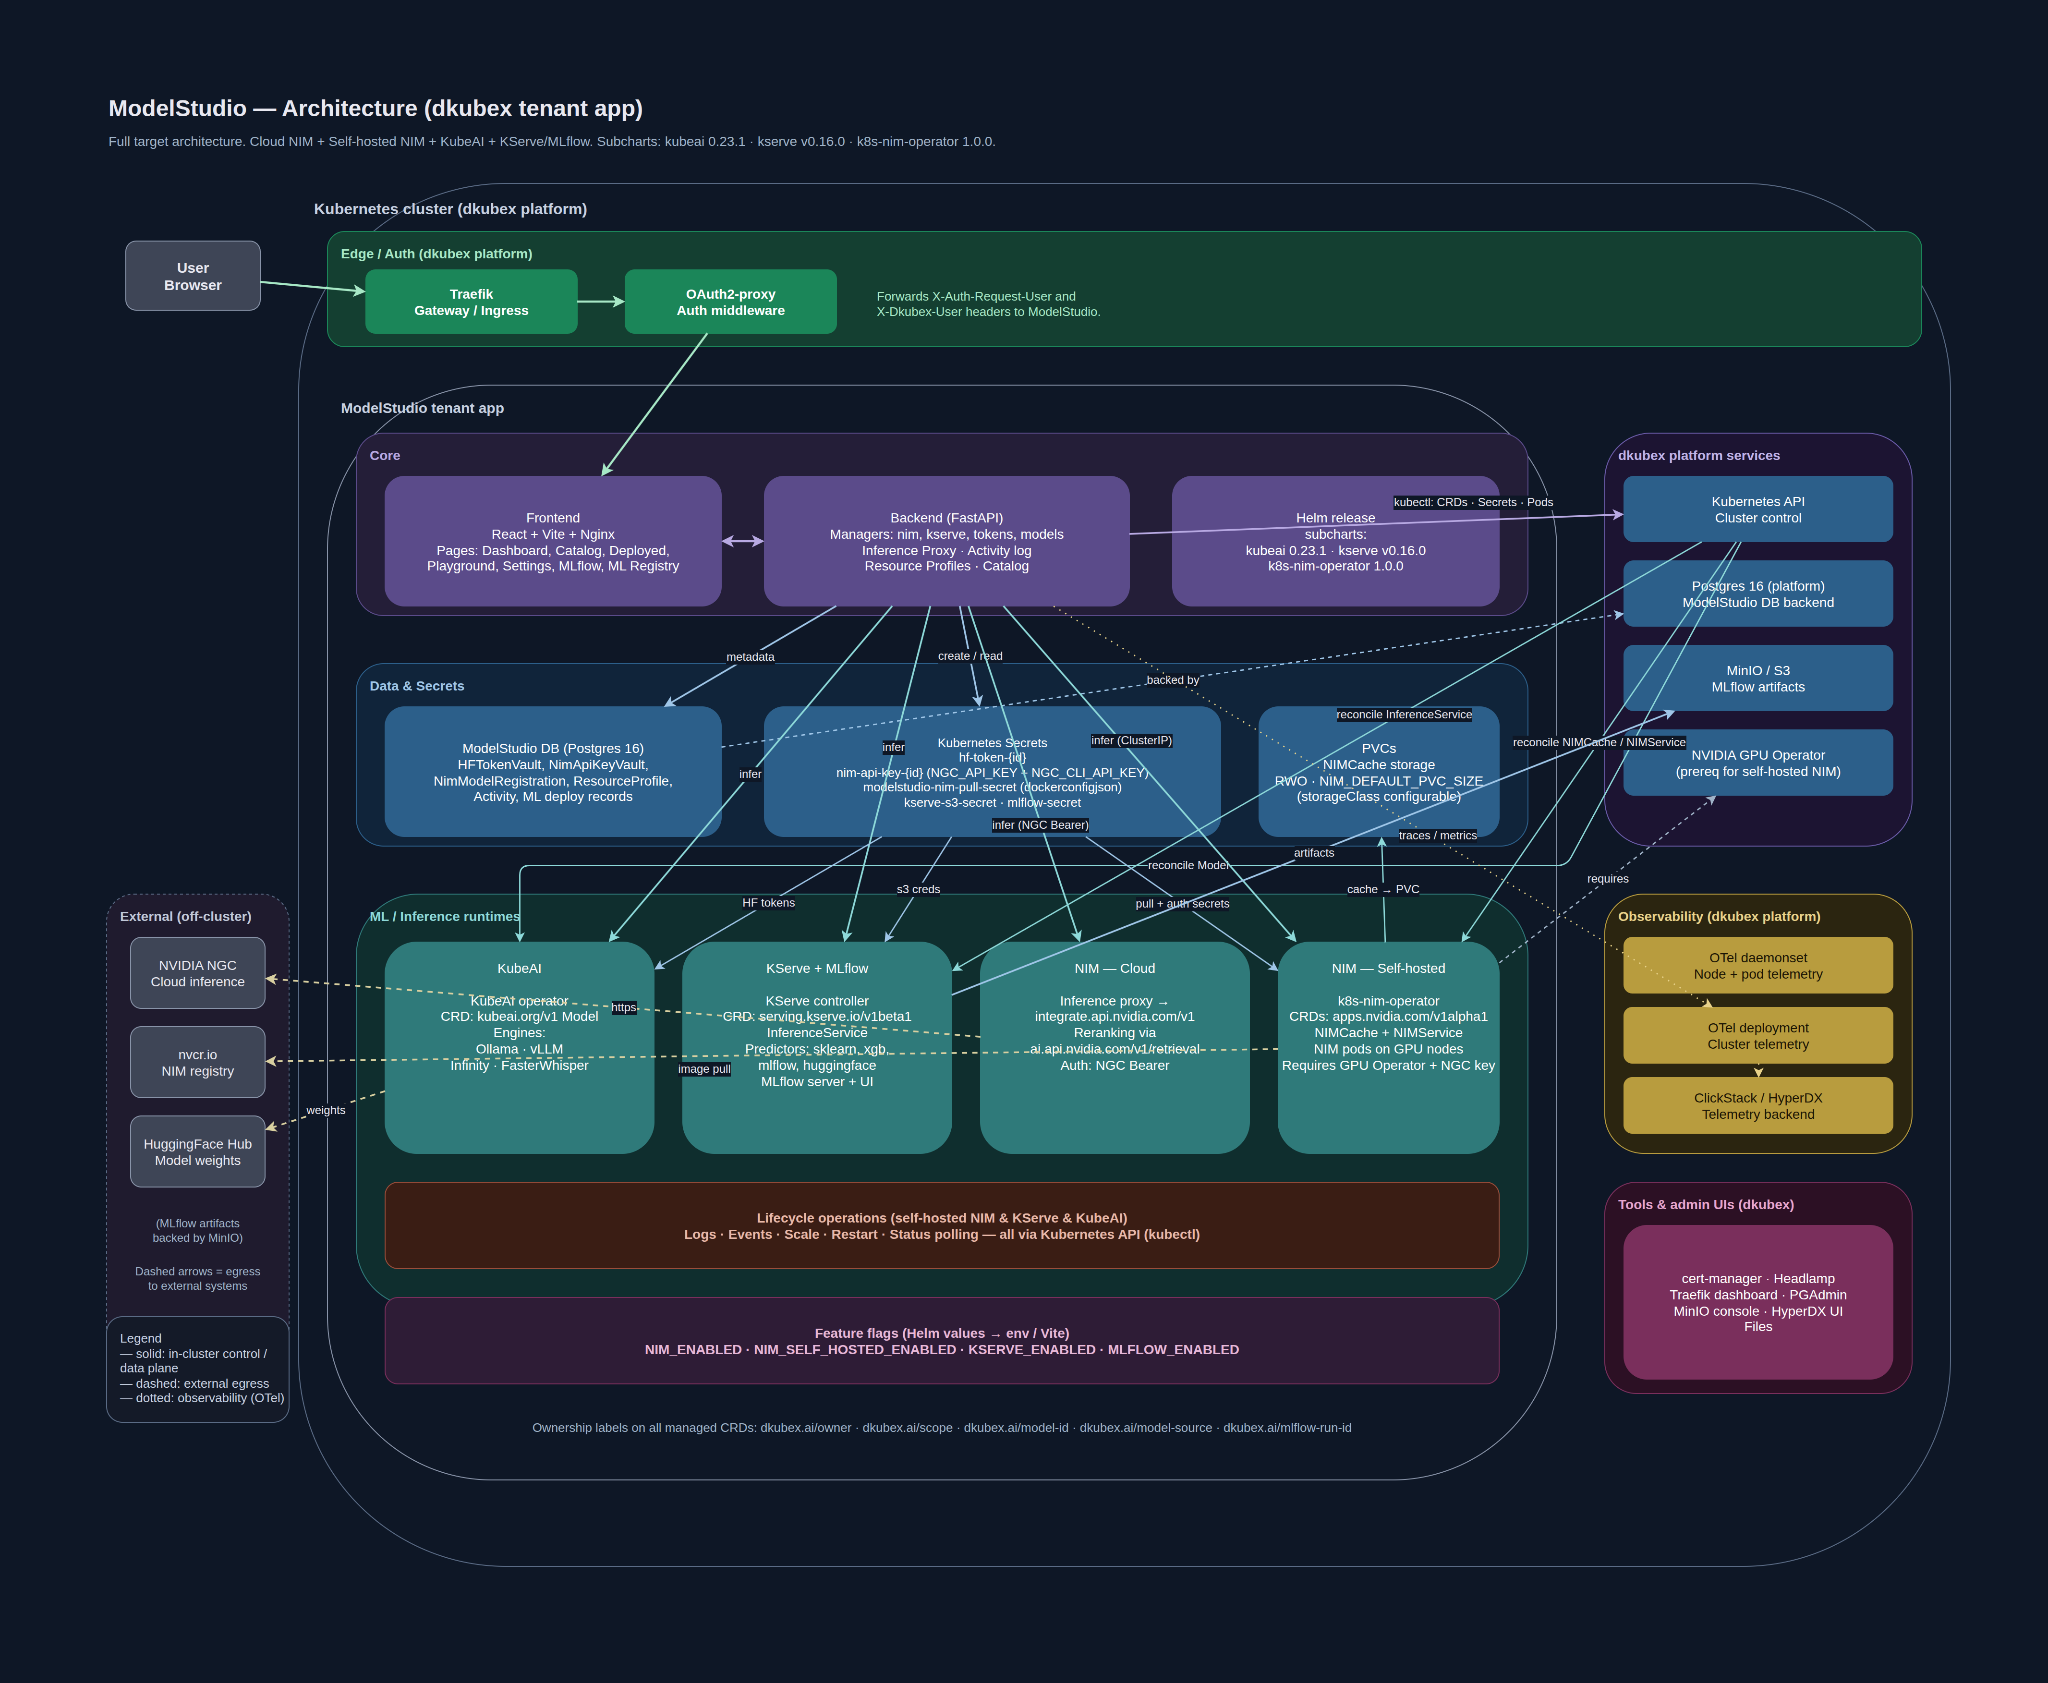 ModelStudio — Architecture (dkubex tenant app)
Full target architecture. Cloud NIM + Self-hosted NIM + KubeAI + KServe/MLflow. Subcharts: kubeai 0.23.1 · kserve v0.16.0 · k8s-nim-operator 1.0.0.
Kubernetes cluster (dkubex platform)
User
Browser
Edge / Auth (dkubex platform)
Traefik
Gateway / Ingress
OAuth2-proxy
Auth middleware
Forwards X-Auth-Request-User and
X-Dkubex-User headers to ModelStudio.
ModelStudio tenant app
Core
Frontend
React + Vite + Nginx
Pages: Dashboard, Catalog, Deployed,
Playground, Settings, MLflow, ML Registry
Backend (FastAPI)
Managers: nim, kserve, tokens, models
Inference Proxy · Activity log
Resource Profiles · Catalog
Helm release
subcharts:
kubeai 0.23.1 · kserve v0.16.0
k8s-nim-operator 1.0.0
kubectl: CRDs · Secrets · Pods
dkubex platform services
Kubernetes API
Cluster control
Postgres 16 (platform)
ModelStudio DB backend
MinIO / S3
MLflow artifacts
NVIDIA GPU Operator
(prereq for self-hosted NIM)
metadata
create / read
backed by
Data & Secrets
ModelStudio DB (Postgres 16)
HFTokenVault, NimApiKeyVault,
NimModelRegistration, ResourceProfile,
Activity, ML deploy records
infer
infer
Kubernetes Secrets
hf-token-{id}
nim-api-key-{id} (NGC_API_KEY + NGC_CLI_API_KEY)
modelstudio-nim-pull-secret (dockerconfigjson)
kserve-s3-secret · mlflow-secret
infer (ClusterIP)
infer (NGC Bearer)
reconcile InferenceService
PVCs
NIMCache storage
RWO · NIM_DEFAULT_PVC_SIZE
(storageClass configurable)
reconcile NIMCache / NIMService
traces / metrics
artifacts
reconcile Model
requires
HF tokens
s3 creds
pull + auth secrets
cache → PVC
External (off-cluster)
NVIDIA NGC
Cloud inference
nvcr.io
NIM registry
HuggingFace Hub
Model weights
(MLflow artifacts
backed by MinIO)
Dashed arrows = egress
to external systems
Legend
— solid: in-cluster control /
data plane
— dashed: external egress
— dotted: observability (OTel)
weights
ML / Inference runtimes
KubeAI
KubeAI operator
CRD: kubeai.org/v1 Model
Engines:
Ollama · vLLM
Infinity · FasterWhisper
https
image pull
KServe + MLflow
KServe controller
CRD: serving.kserve.io/v1beta1
InferenceService
Predictors: sklearn, xgb,
mlflow, huggingface
MLflow server + UI
NIM — Cloud
Inference proxy →
integrate.api.nvidia.com/v1
Reranking via
ai.api.nvidia.com/v1/retrieval
Auth: NGC Bearer
NIM — Self-hosted
k8s-nim-operator
CRDs: apps.nvidia.com/v1alpha1
NIMCache + NIMService
NIM pods on GPU nodes
Requires GPU Operator + NGC key
Lifecycle operations (self-hosted NIM & KServe & KubeAI)
Logs · Events · Scale · Restart · Status polling — all via Kubernetes API (kubectl)
Feature flags (Helm values → env / Vite)
NIM_ENABLED · NIM_SELF_HOSTED_ENABLED · KSERVE_ENABLED · MLFLOW_ENABLED
Ownership labels on all managed CRDs: dkubex.ai/owner · dkubex.ai/scope · dkubex.ai/model-id · dkubex.ai/model-source · dkubex.ai/mlflow-run-id
Observability (dkubex platform)
OTel daemonset
Node + pod telemetry
OTel deployment
Cluster telemetry
ClickStack / HyperDX
Telemetry backend
Tools & admin UIs (dkubex)
cert-manager · Headlamp
Traefik dashboard · PGAdmin
MinIO console · HyperDX UI
Files